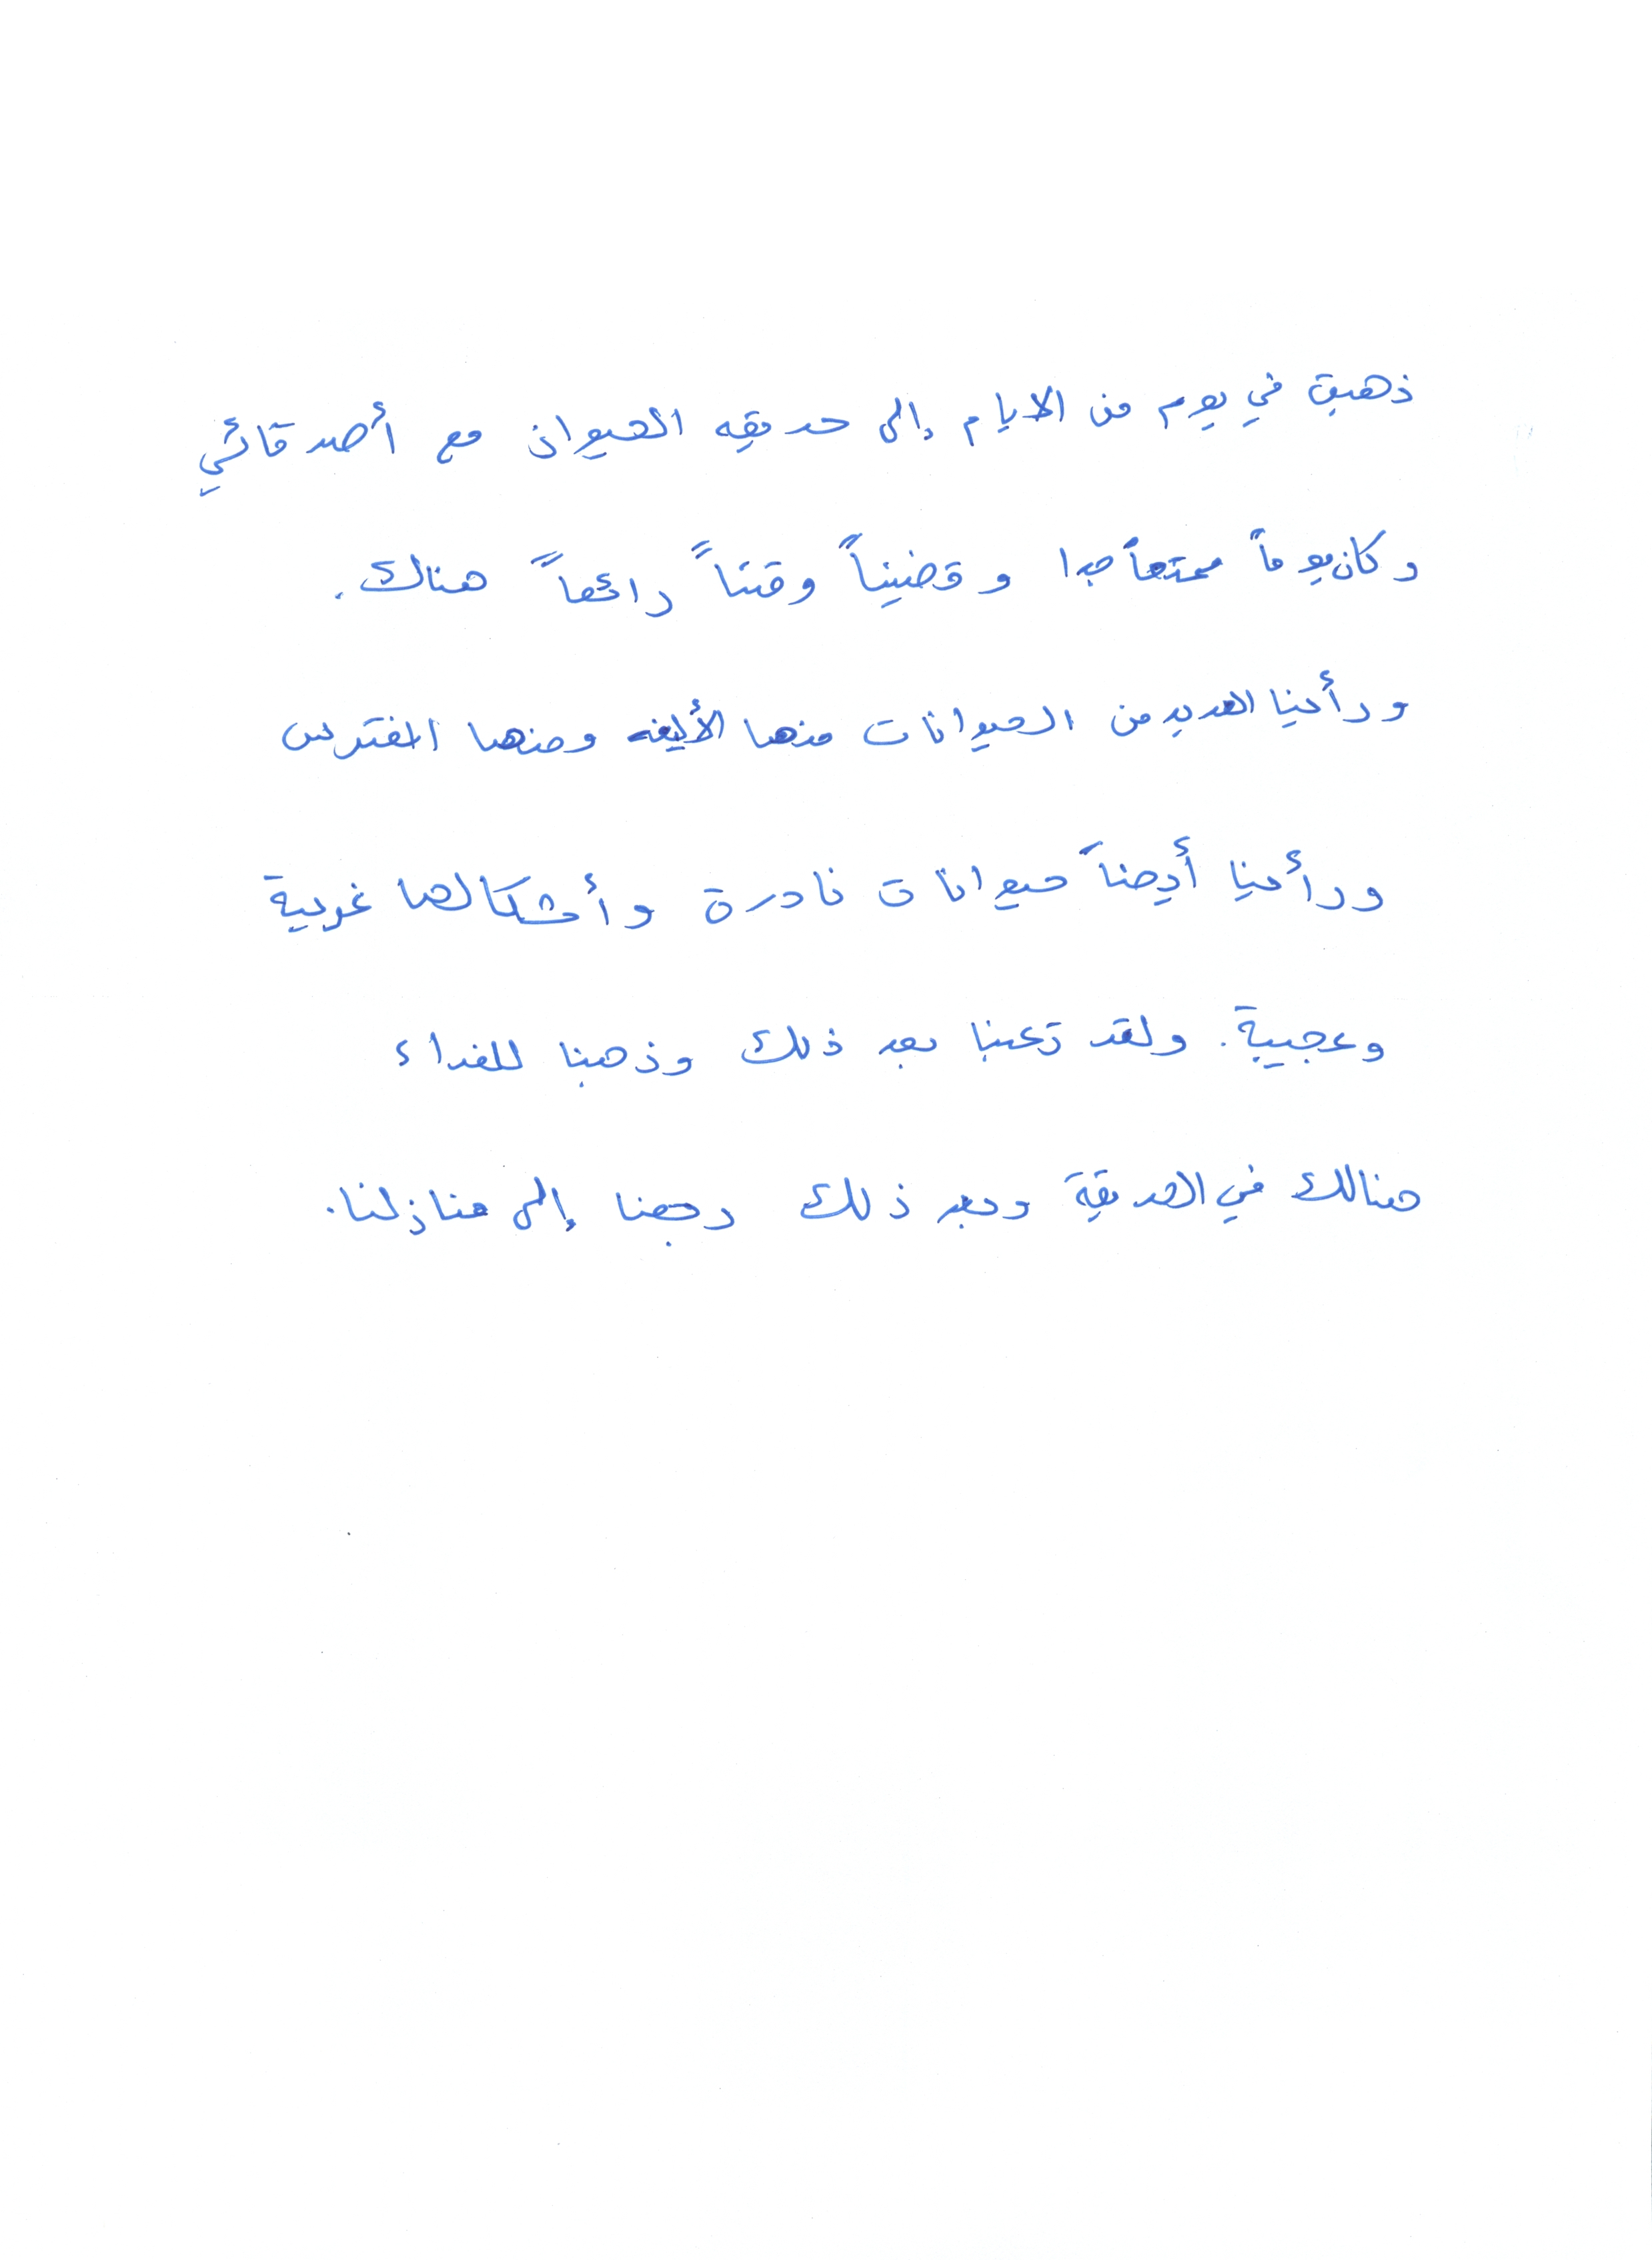 ذهبت في يوم من الايام إلى حديقه الحيوان مع أصدقائي
وكان يوماً ممتعاً جدا وقضيناً وقتاً رائعاً هناك.
ورأينا العديد من الحيوانات منها الأليفه ومنها المفترس
ورأينا أيضاً حيوانات نادرة وأشكالها غريبة
وعجيبة. ولقد تعبنا بعد ذلك وذهبنا للغداء
هنالك في الحديقة وبعد ذلك رجعنا إلى منازلنا.